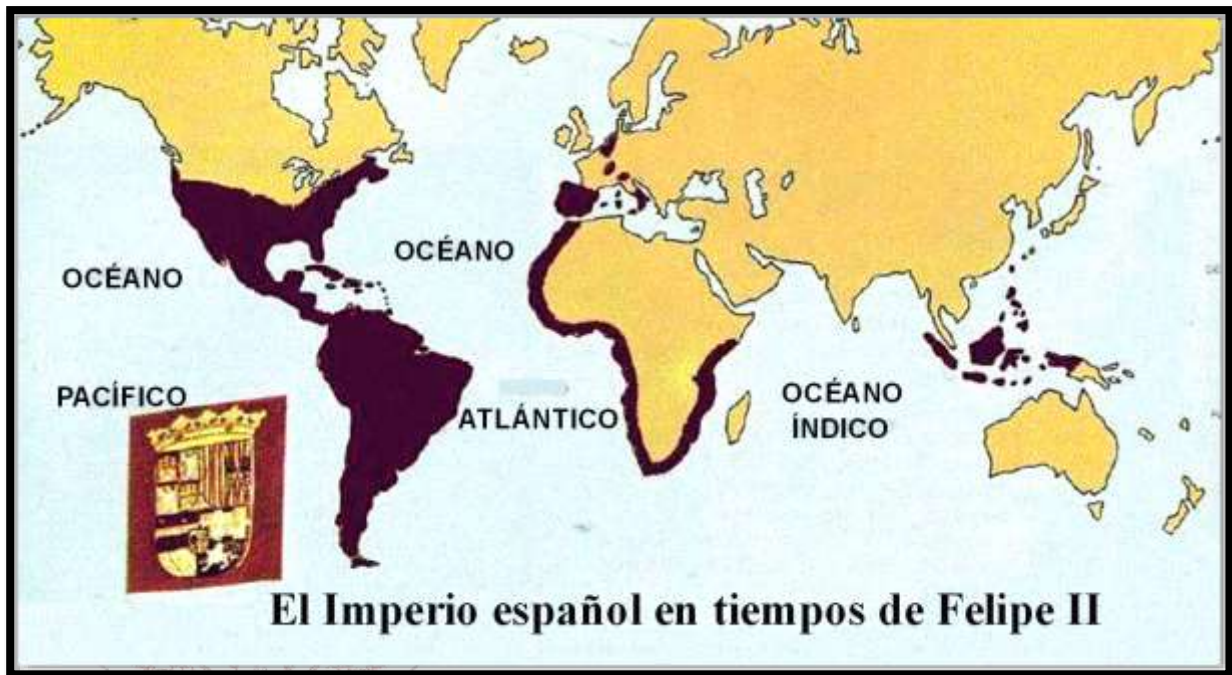 OCÉANO
PACÍFICO
OCÉANO
ATLÁNTICO
OCÉANO
ÍNDICO
El Imperio español en tiempos de Felipe II